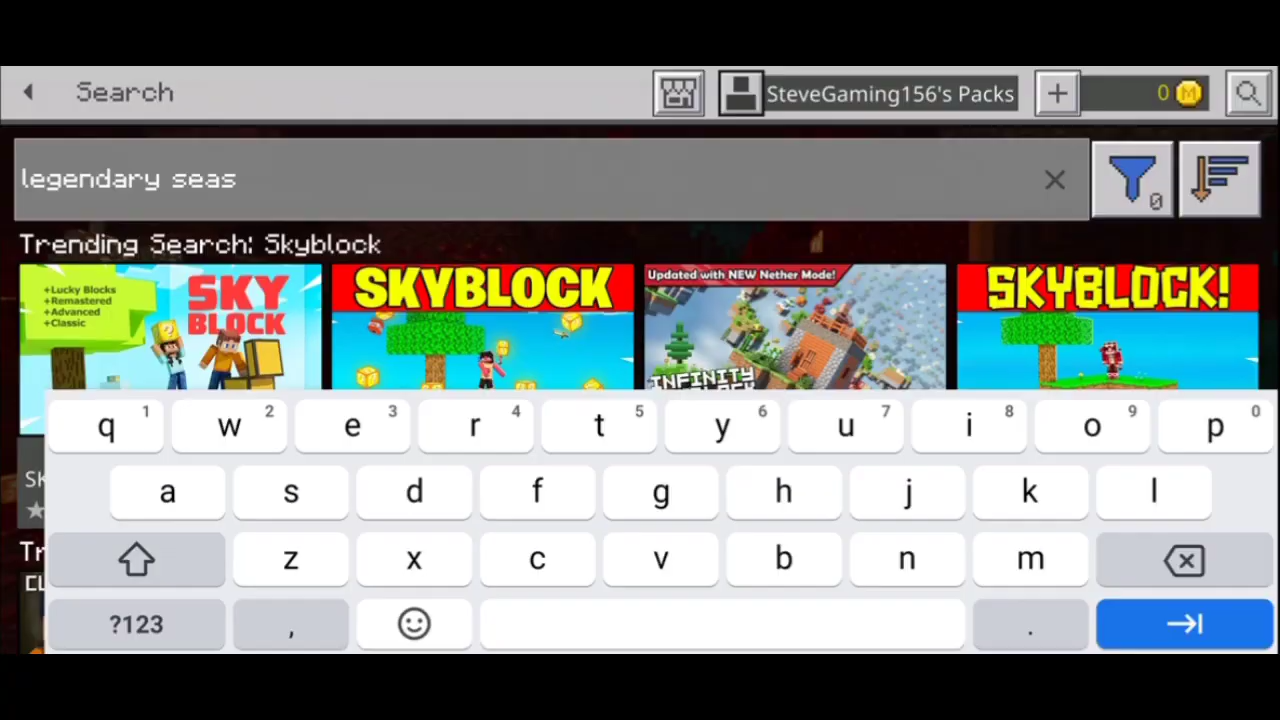 Search
SteveGaming156's Packs
0
legendary seas
0
Trending Search: Skyblock
+Lucky Blocks
+Remastered
+Advanced
+Classic
SKY
BLOCK
SKYBLOCK
Updated with NEW Nether Mode!
INFINITY
SKYBLOCK!
q 1 w 2 e 3 r 4 t 5 y 6 u 7 i 8 o 9 p 0
a s d f g h j k l
z x c v b n m
?123 , .